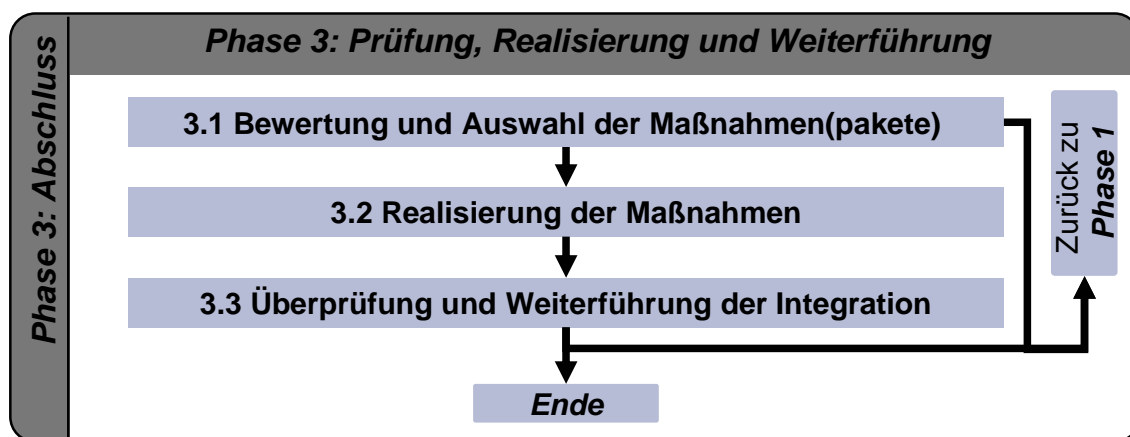 Phase 3: Abschluss
Phase 3: Prüfung, Realisierung und Weiterführung
3.1 Bewertung und Auswahl der Maßnahmen(pakete)
3.2 Realisierung der Maßnahmen
3.3 Überprüfung und Weiterführung der Integration
Ende
Zurück zu
Phase 1